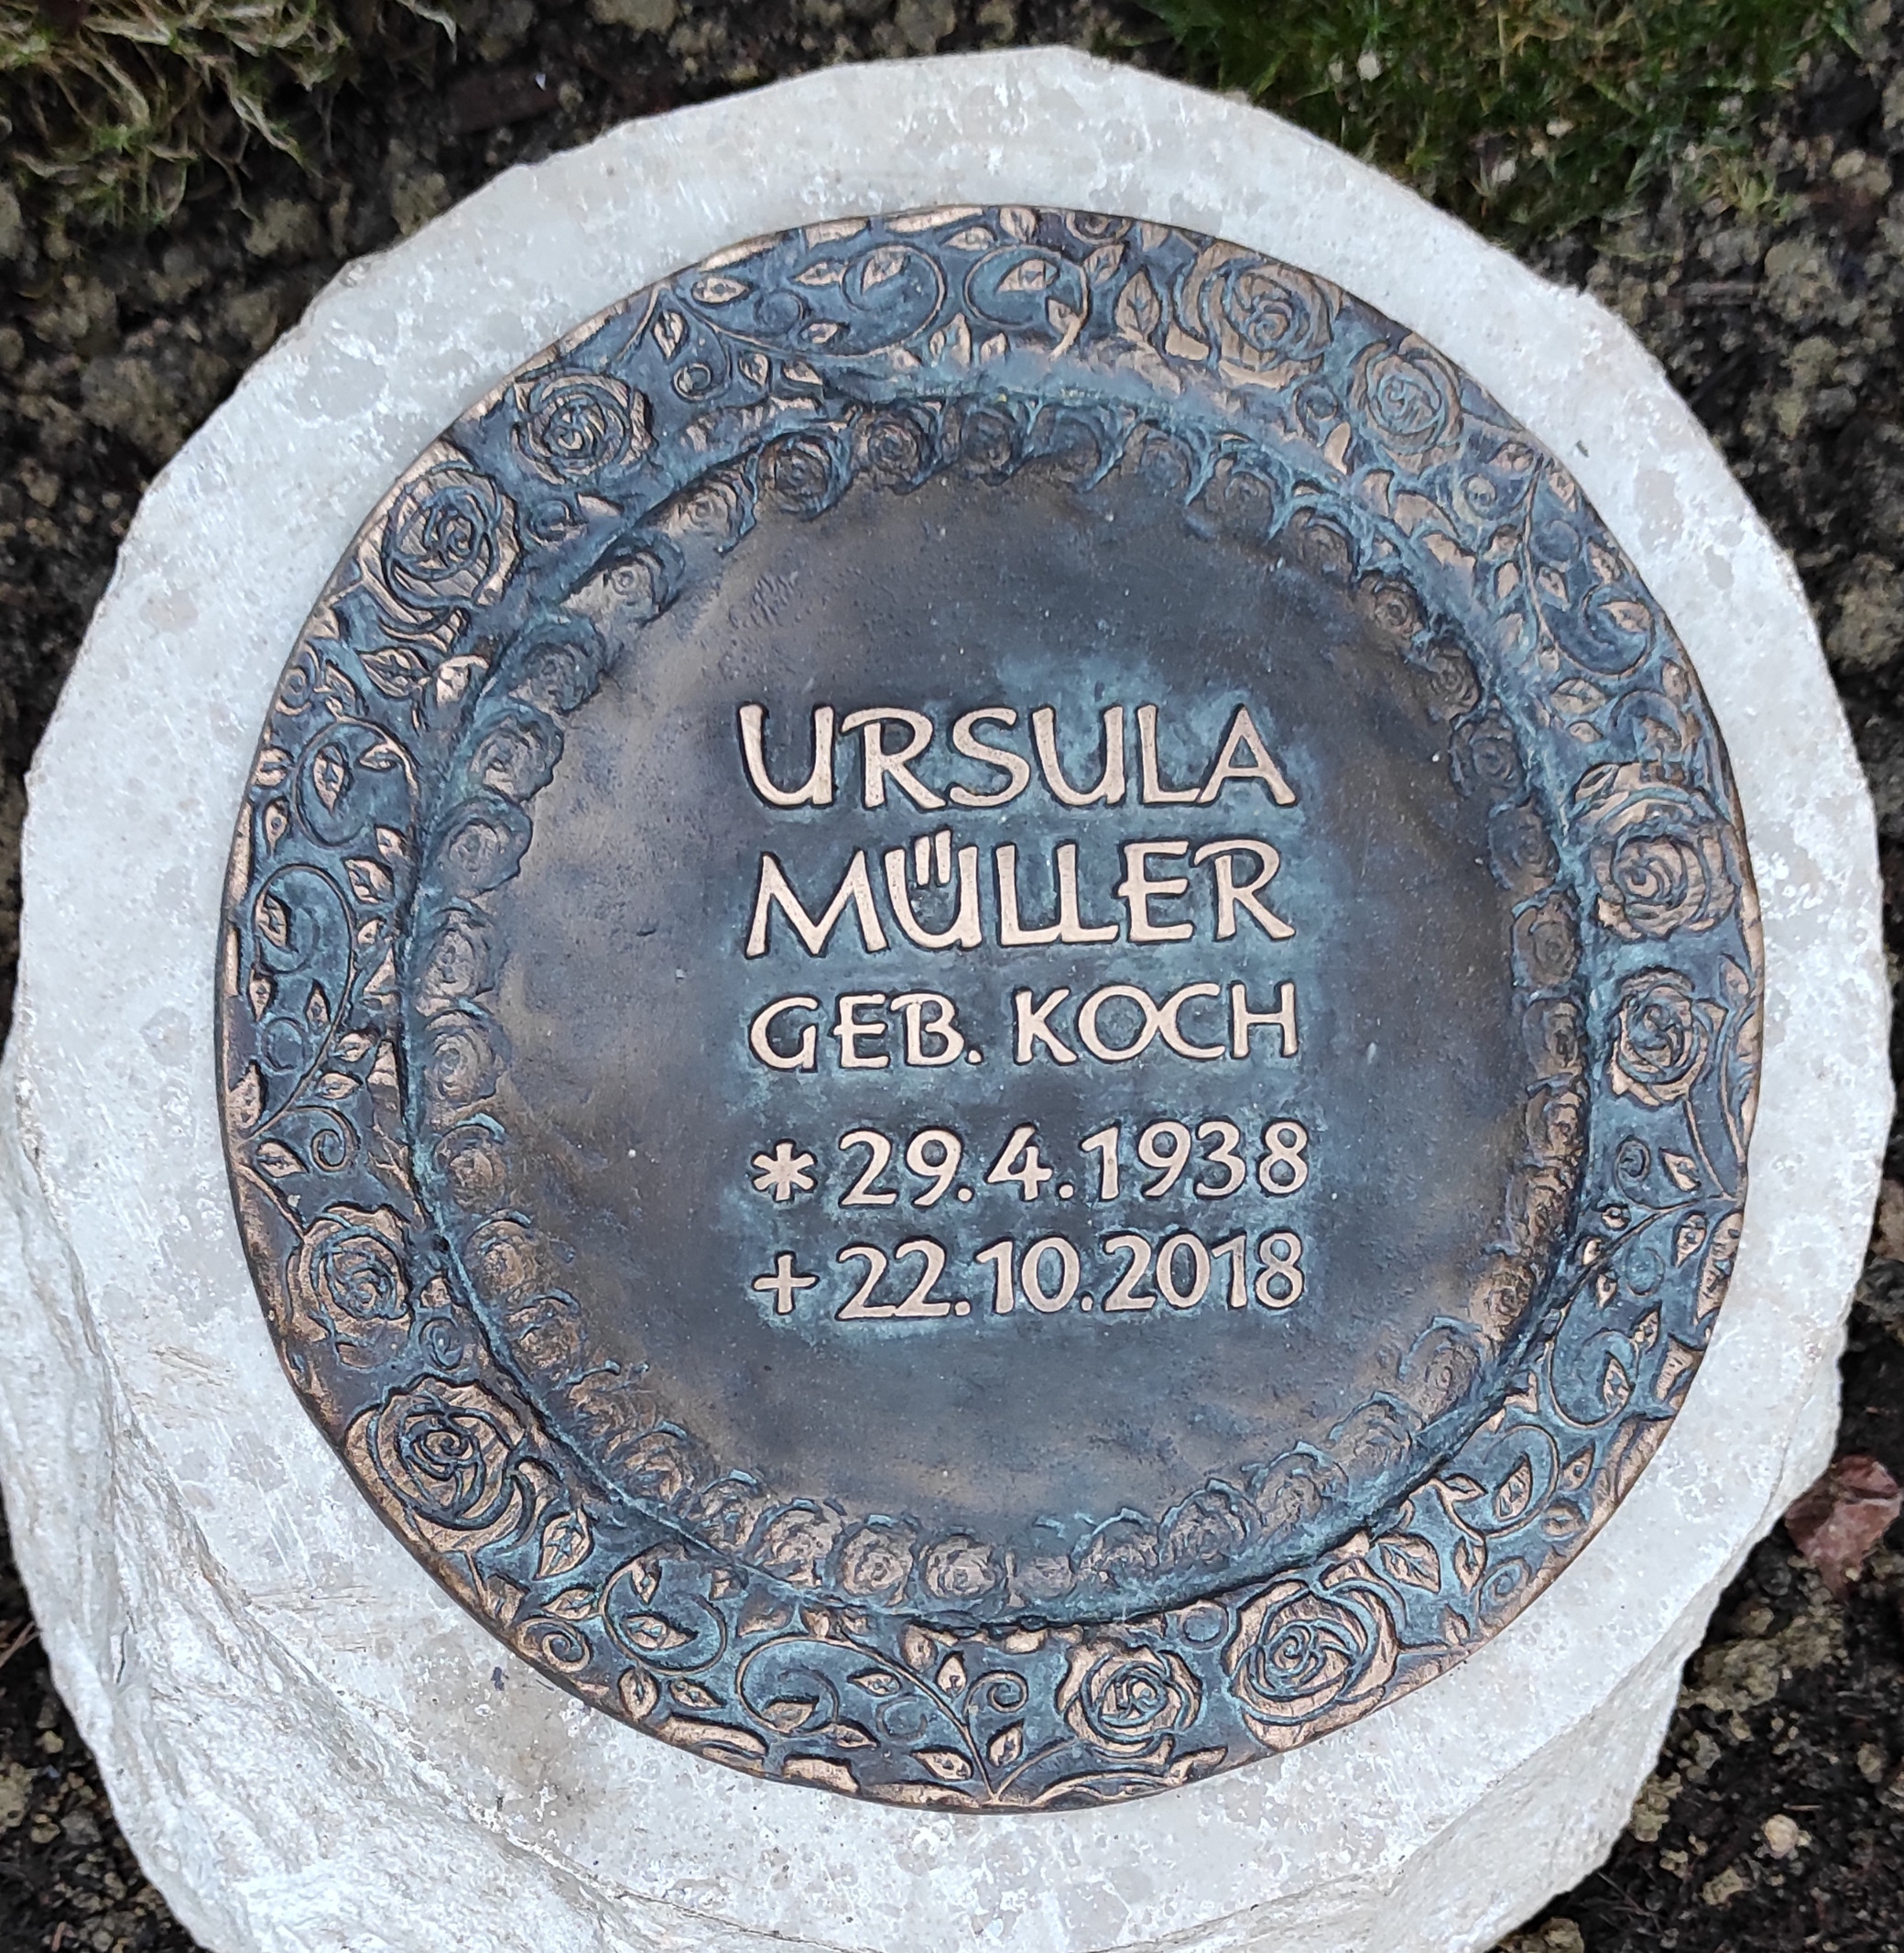 URSULA
MÜLLER
GEB. KOCH
* 29.4.1938
+ 22.10.2018